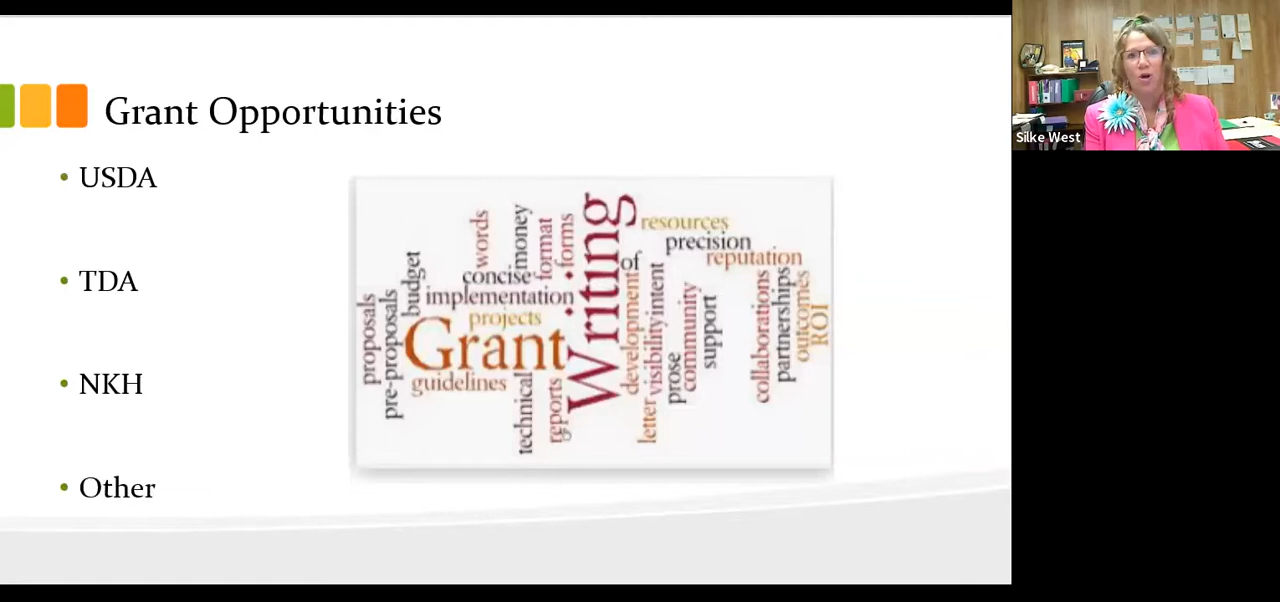 Grant Opportunities
USDA
TDA
NKH
Other
proposals
pre-proposals
budget
words
concise
money
format
forms
implementation
projects
Grant
guidelines
technical
reports
Writing
of
resources
precision
reputation
development
visibility
intent
letter
prose
community
support
collaborations
partnerships
outcomes
ROI
Silke West